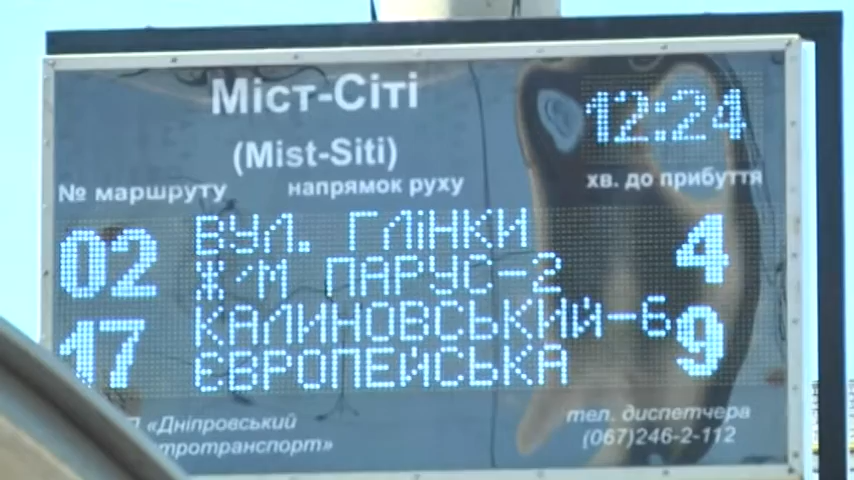 Міст-Сіті
12:24
(Mist-Siti)
№ маршруту напрямок руху хв. до прибуття
02 ВУЛ. ГЛІНКИ 4
Ж/М ПАРУС-2
17 КАЛИНОВСЬКИЙ-6 9
ЄВРОПЕЙСЬКА
«Дніпровський
тел. диспетчера
(067)246-2-112